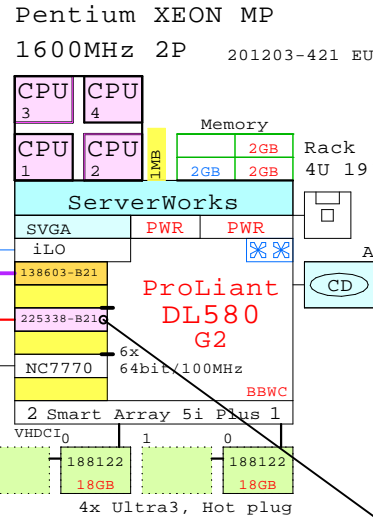 Pentium XEON MP
1600MHz 2P
201203-421 EU
CPU
3
CPU
4
CPU
1
CPU
2
1MB
Memory
2GB
2GB
2GB
Rack
4U 19
ServerWorks
SVGA
PWR
PWR
iLO
A
138603-B21
ProLiant
DL580
G2
CD
225338-B21
6x
64bit/100MHz
NC7770
BBWC
2 Smart Array 5i Plus 1
VHDCI
0
1
0
188122
18GB
188122
18GB
4x Ultra3, Hot plug